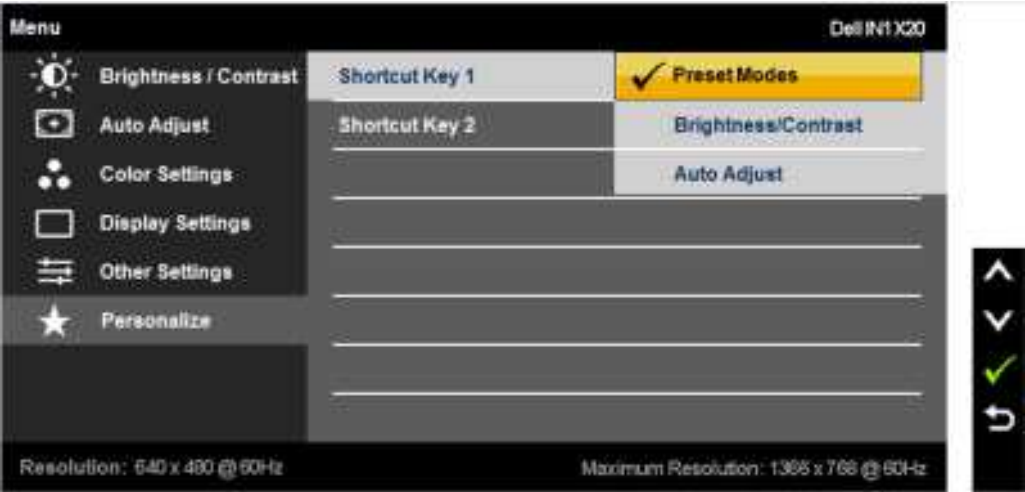 Menu
Dell IN1X20
Brightness / Contrast
Auto Adjust
Color Settings
Display Settings
Other Settings
Personalize
Shortcut Key 1
Shortcut Key 2
Preset Modes
Brightness/Contrast
Auto Adjust
Resolution: 640 x 480 @ 60Hz
Maximum Resolution: 1366 x 768 @ 60Hz